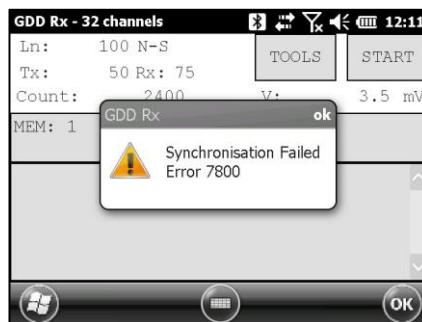 GDD Rx - 32 channels 12:11
Ln: 100 N-S
TOOLS
START
Tx: 50 Rx: 75
Count: 2400 V: 3.5 mV
GDD Rx ok
MEM: 1
Synchronisation Failed
Error 7800
OK